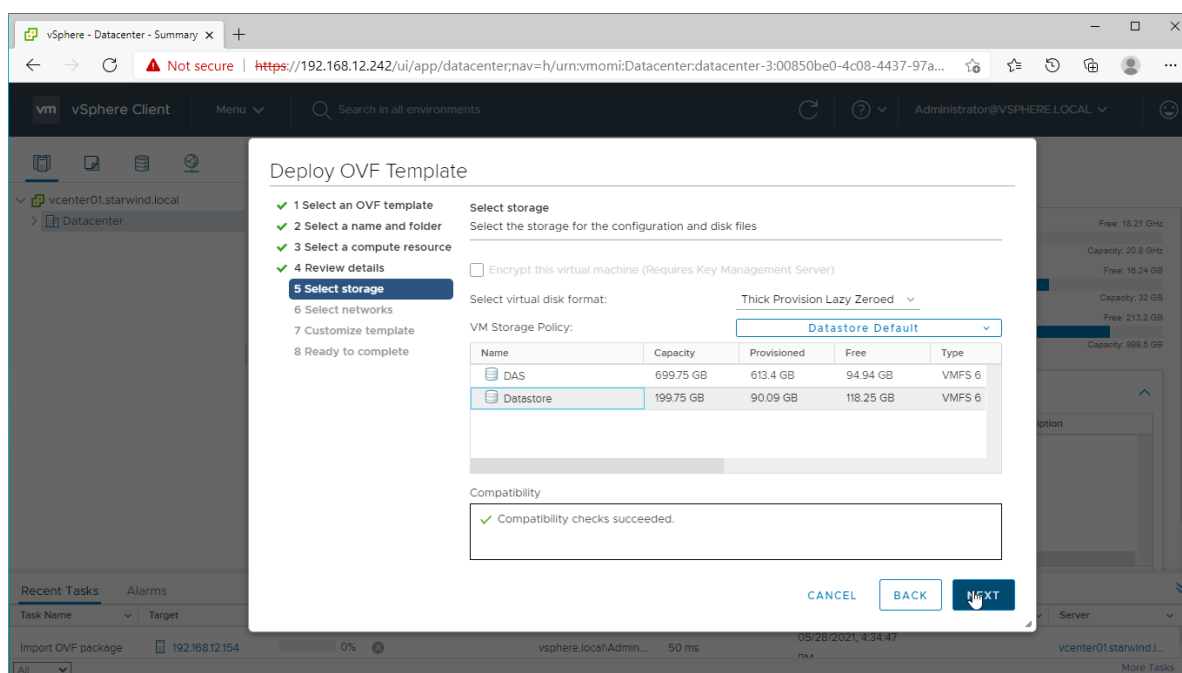 vSphere - Datacenter - Summary
Not secure https://192.168.12.242/ui/app/datacenter;nav=h/urn:vmomi:Datacenter:datacenter-3:00850be0-4c08-4437-97a...
vm vSphere Client Menu Search in all environments Administrator@VSPHERE.LOCAL
vcenter01.starwind.local
Datacenter
Deploy OVF Template
1 Select an OVF template
2 Select a name and folder
3 Select a compute resource
4 Review details
5 Select storage
6 Select networks
7 Customize template
8 Ready to complete
Select storage
Select the storage for the configuration and disk files
Encrypt this virtual machine (Requires Key Management Server)
Select virtual disk format: Thick Provision Lazy Zeroed
VM Storage Policy: Datastore Default
Name Capacity Provisioned Free Type
DAS 699.75 GB 613.4 GB 94.94 GB VMFS 6
Datastore 199.75 GB 90.09 GB 118.25 GB VMFS 6
Compatibility
Compatibility checks succeeded.
CANCEL BACK NEXT
Free: 18.21 GHz
Capacity: 20.8 GHz
Free: 16.24 GB
Capacity: 32 GB
Free: 213.2 GB
Capacity: 899.5 GB
iption
Recent Tasks Alarms
Task Name Target Server
Import OVF package 192.168.12.154 0% vsphere.local\Admin... 50 ms 05/28/2021, 4:34:47 vcenter01.starwind.l...
All More Tasks